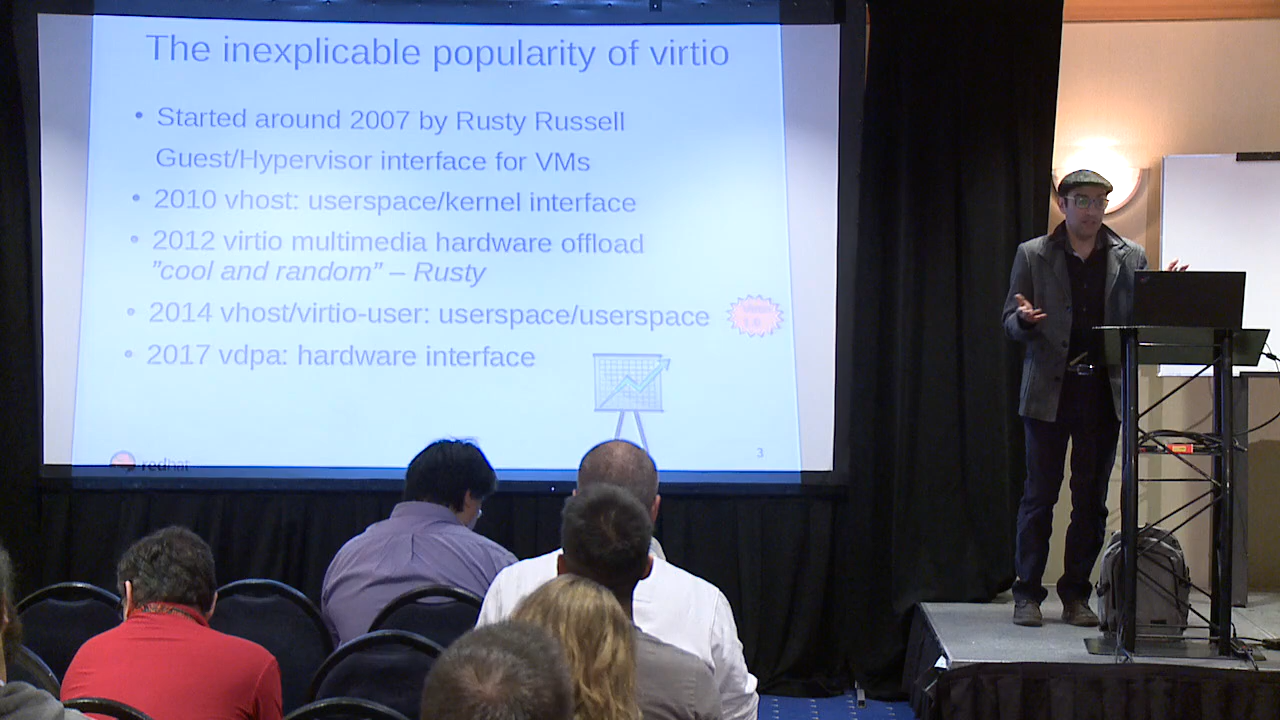 The inexplicable popularity of virtio
• Started around 2007 by Rusty Russell
Guest/Hypervisor interface for VMs
• 2010 vhost: userspace/kernel interface
• 2012 virtio multimedia hardware offload
"cool and random" – Rusty
• 2014 vhost/virtio-user: userspace/userspace
• 2017 vdpa: hardware interface
redhat
3